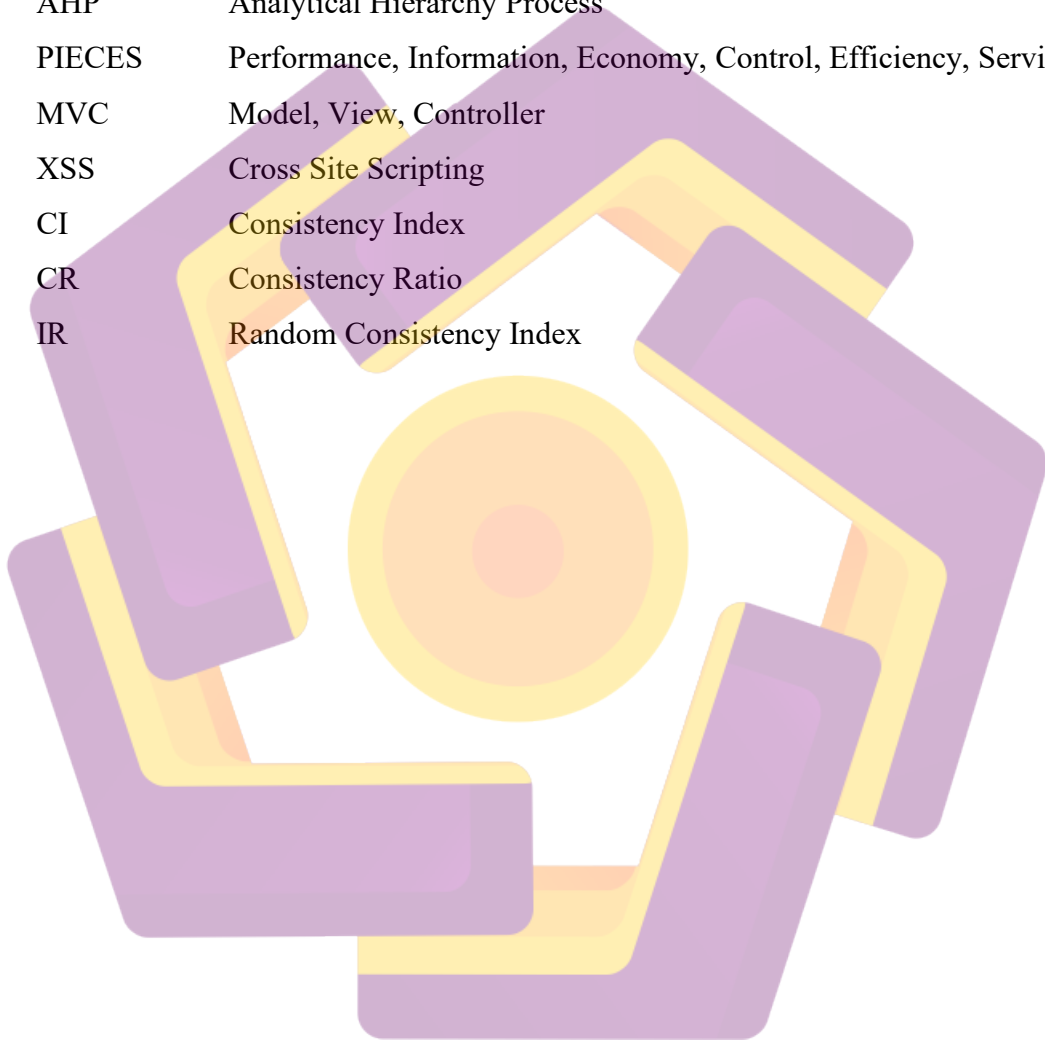 AHP Analytical Hierarchy Process
PIECES Performance, Information, Economy, Control, Efficiency, Servi
MVC Model, View, Controller
XSS Cross Site Scripting
CI Consistency Index
CR Consistency Ratio
IR Random Consistency Index